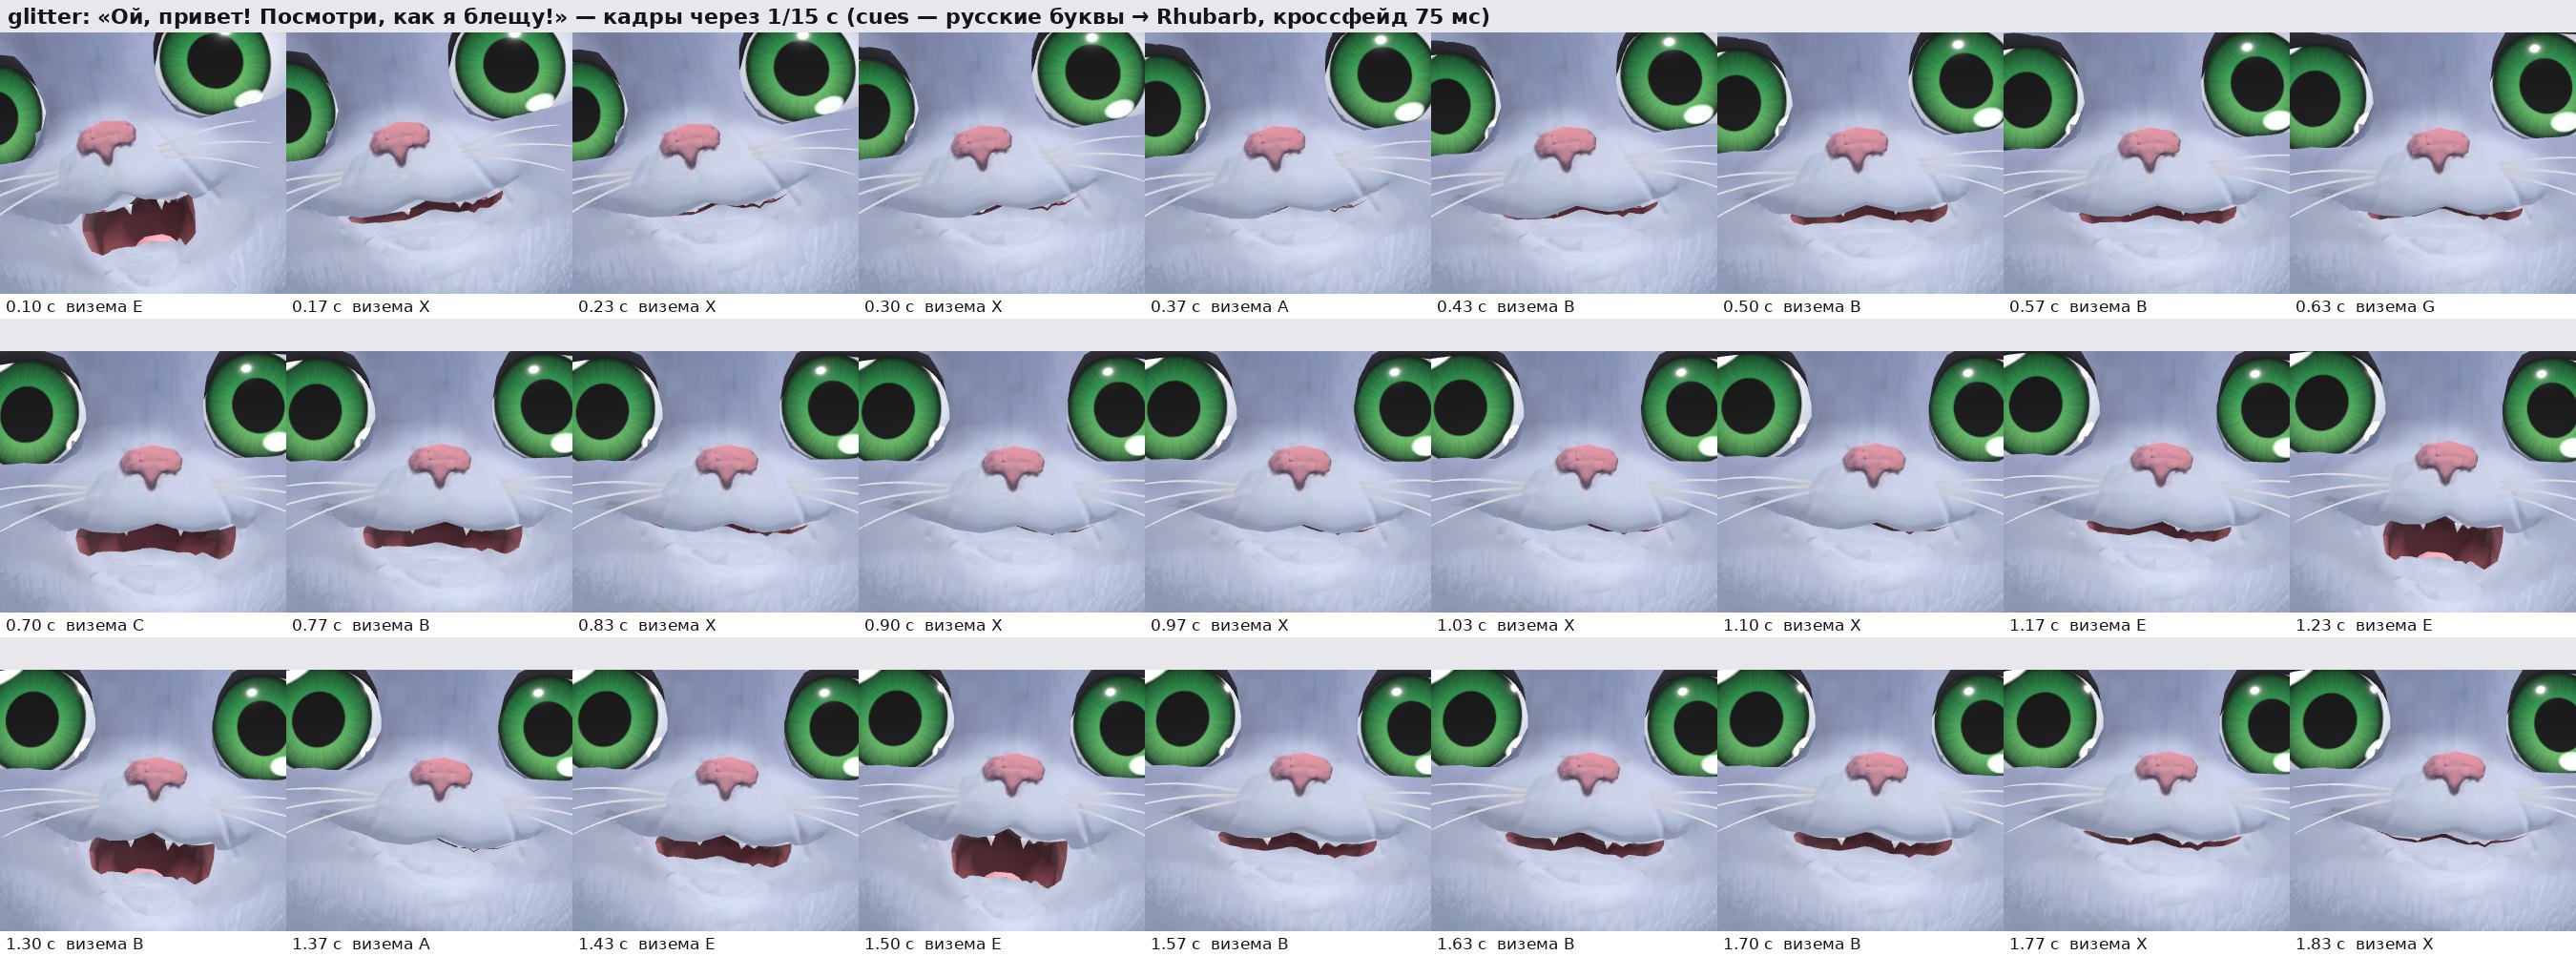 glitter: «Ой, привет! Посмотри, как я блещу!» — кадры через 1/15 с (cues — русские буквы → Rhubarb, кроссфейд 75 мс)
0.10 с визема E
0.17 с визема X
0.23 с визема X
0.30 с визема X
0.37 с визема A
0.43 с визема B
0.50 с визема B
0.57 с визема B
0.63 с визема G
0.70 с визема C
0.77 с визема B
0.83 с визема X
0.90 с визема X
0.97 с визема X
1.03 с визема X
1.10 с визема X
1.17 с визема E
1.23 с визема E
1.30 с визема B
1.37 с визема A
1.43 с визема E
1.50 с визема E
1.57 с визема B
1.63 с визема B
1.70 с визема B
1.77 с визема X
1.83 с визема X